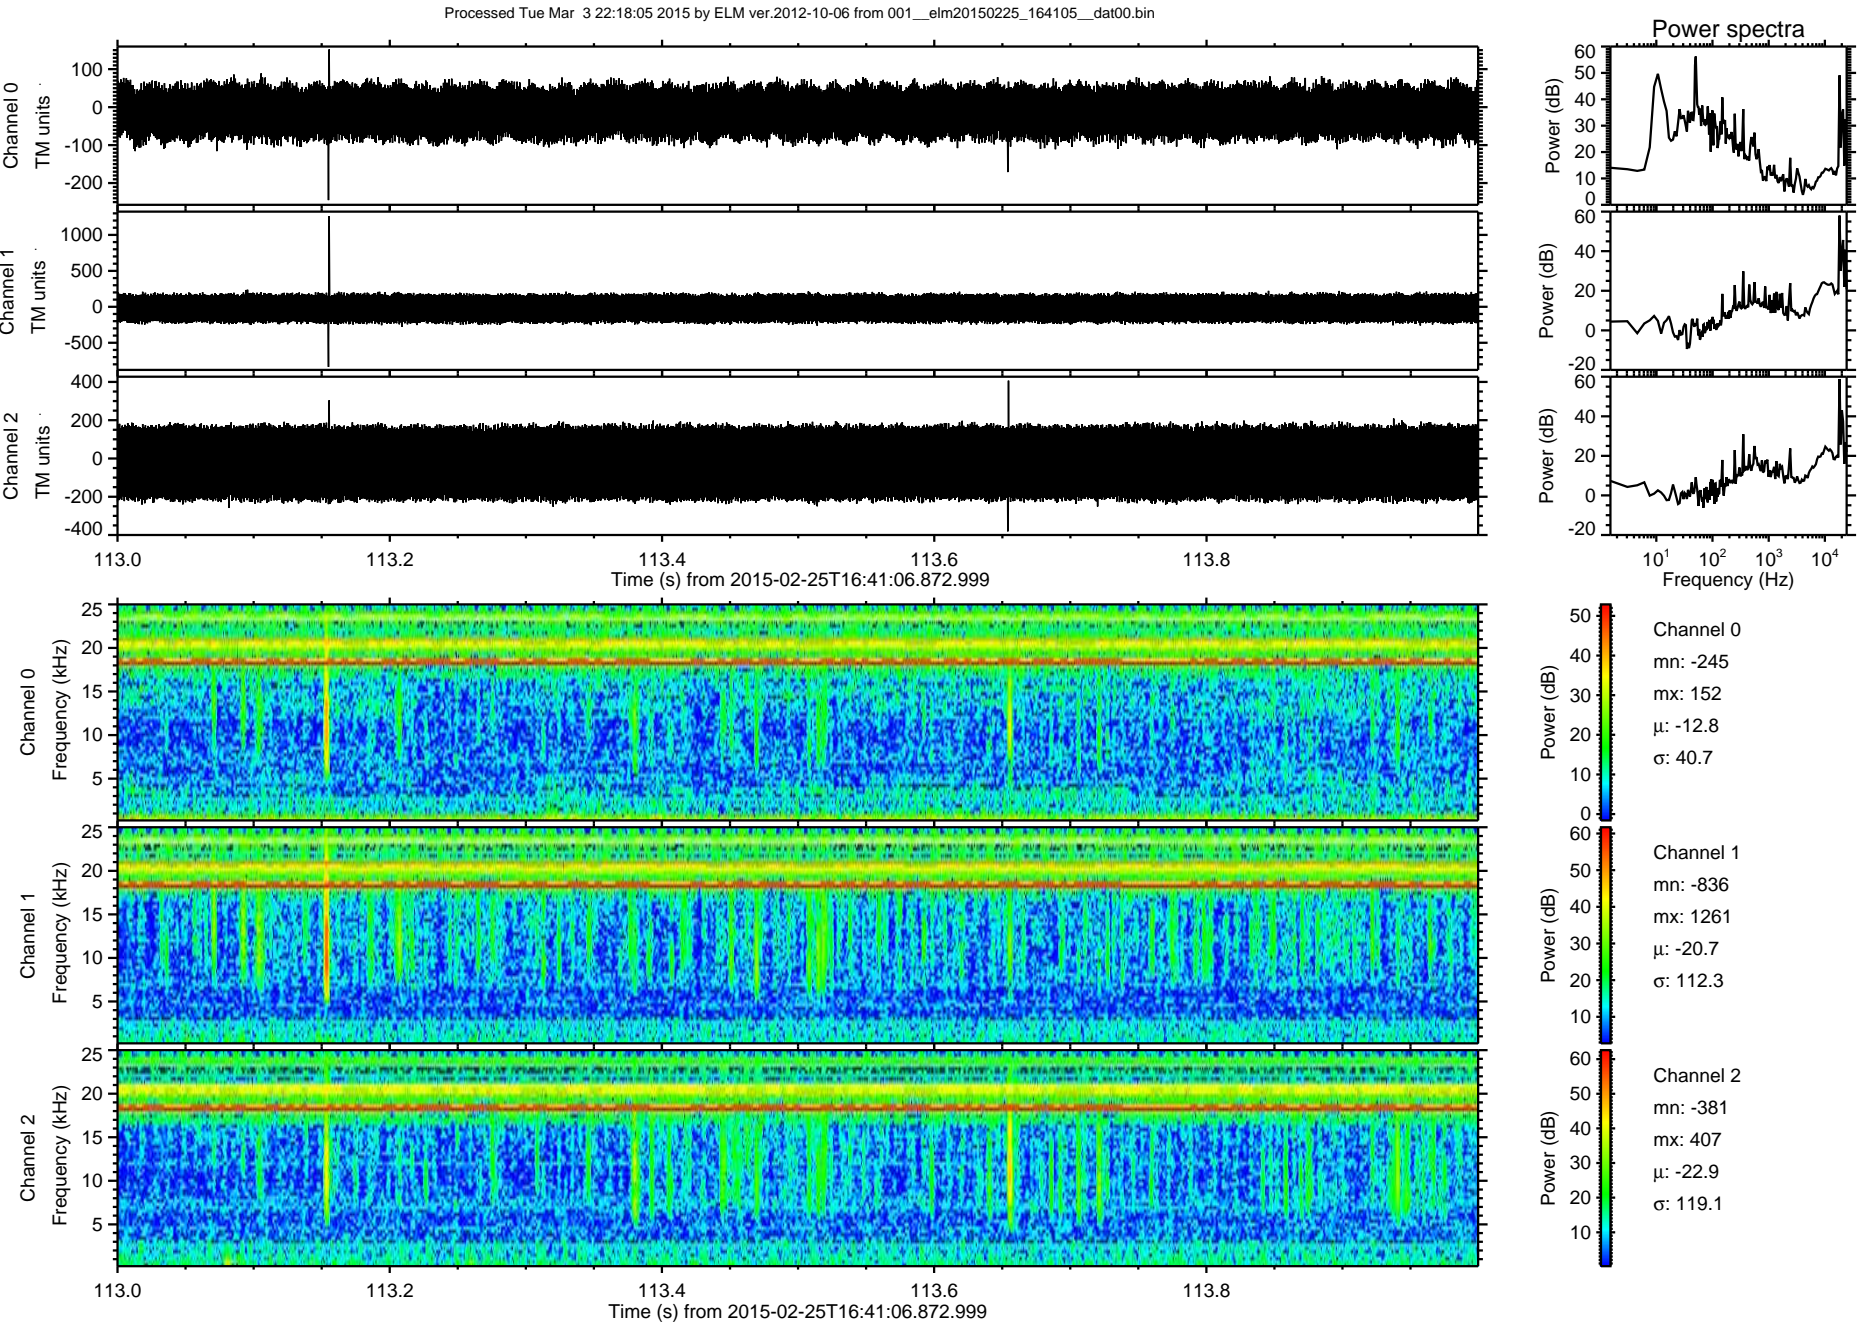 Processed Tue Mar  3 22:18:05 2015 by ELM ver.2012-10-06 from 001__elm20150225_164105__dat00.bin
Power spectra
Channel 0
TM units
100
0
-100
-200
Power (dB)
60
50
40
30
20
10
0
Channel 1
TM units
1000
500
0
-500
Power (dB)
60
40
20
0
-20
Channel 2
TM units
400
200
0
-200
-400
Power (dB)
60
40
20
0
-20
113.0 113.2 113.4 113.6 113.8
Time (s) from 2015-02-25T16:41:06.872.999
10^1 10^2 10^3 10^4
Frequency (Hz)
Channel 0
Frequency (kHz)
25
20
15
10
5
Power (dB)
50
40
30
20
10
0
Channel 0
mn: -245
mx: 152
μ: -12.8
σ: 40.7
Channel 1
Frequency (kHz)
25
20
15
10
5
Power (dB)
60
50
40
30
20
10
Channel 1
mn: -836
mx: 1261
μ: -20.7
σ: 112.3
Channel 2
Frequency (kHz)
25
20
15
10
5
Power (dB)
60
50
40
30
20
10
Channel 2
mn: -381
mx: 407
μ: -22.9
σ: 119.1
113.0 113.2 113.4 113.6 113.8
Time (s) from 2015-02-25T16:41:06.872.999